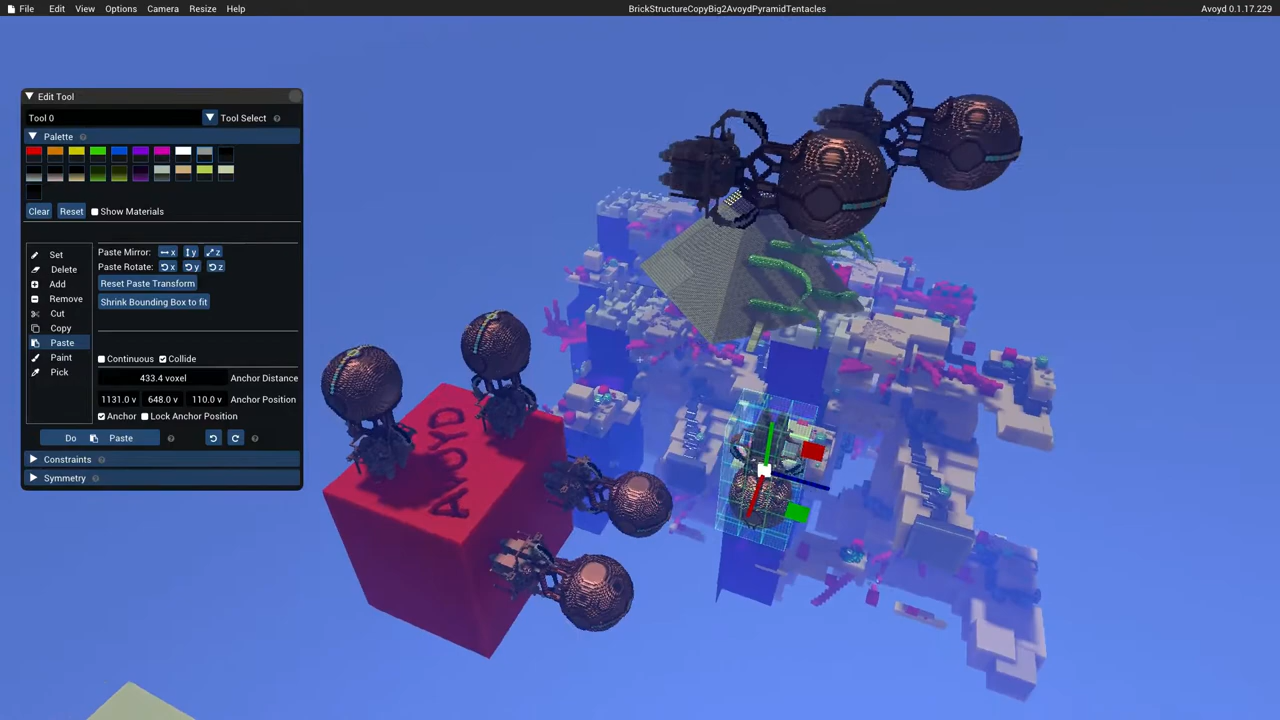 File Edit View Options Camera Resize Help BrickStructureCopyBig2AvoydPyramidTentacles Avoyd 0.1.17.229
Edit Tool
Tool 0 Tool Select ?
Palette ?
Clear Reset Show Materials
Set
Delete
Add
Remove
Cut
Copy
Paste
Paint
Pick
Paste Mirror: x y z
Paste Rotate: x y z
Reset Paste Transform
Shrink Bounding Box to fit
Continuous Collide
433.4 voxel Anchor Distance
1131.0 v 648.0 v 110.0 v Anchor Position
Anchor Lock Anchor Position
Do Paste ? ?
Constraints ?
Symmetry ?
AVOYD